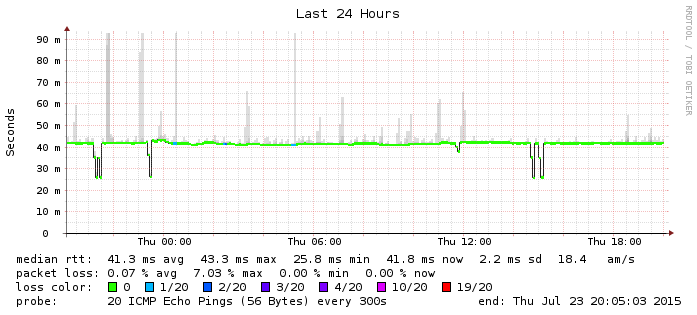 Last 24 Hours
RRDTOOL / TOBI OETIKER
Seconds
90 m
80 m
70 m
60 m
50 m
40 m
30 m
20 m
10 m
0
Thu 00:00 Thu 06:00 Thu 12:00 Thu 18:00
median rtt: 41.3 ms avg 43.3 ms max 25.8 ms min 41.8 ms now 2.2 ms sd 18.4 am/s
packet loss: 0.07 % avg 7.03 % max 0.00 % min 0.00 % now
loss color: 0 1/20 2/20 3/20 4/20 10/20 19/20
probe: 20 ICMP Echo Pings (56 Bytes) every 300s end: Thu Jul 23 20:05:03 2015